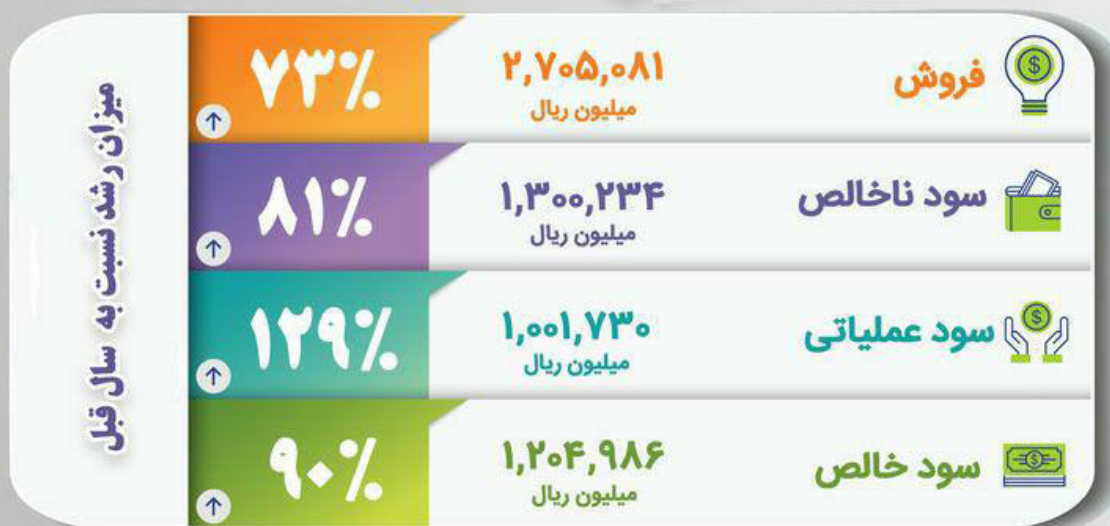 فروش
۲,۷۰۵,۰۸۱
میلیون ریال
۷۳%
سود ناخالص
۱,۳۰۰,۲۳۴
میلیون ریال
۸۱%
سود عملیاتی
۱,۰۰۱,۷۳۰
میلیون ریال
۱۲۹%
سود خالص
۱,۲۰۴,۹۸۶
میلیون ریال
۹۰%
میزان رشد نسبت به سال قبل